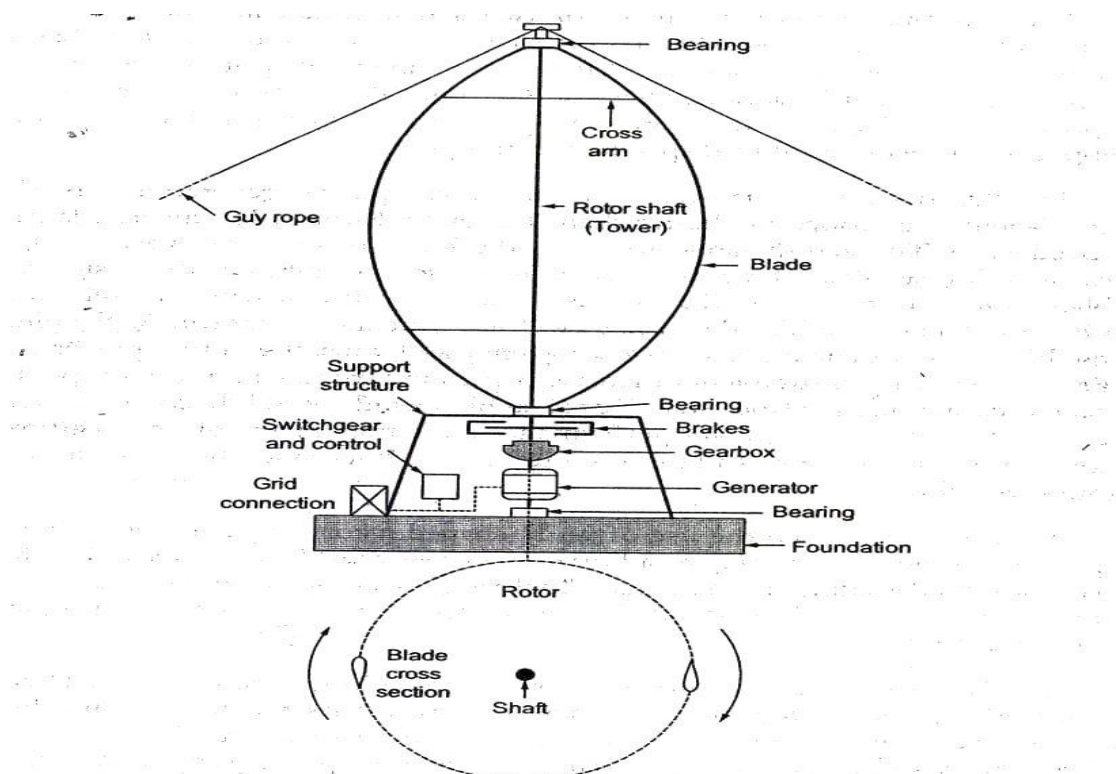 Bearing
Cross
arm
Guy rope
Rotor shaft
(Tower)
Blade
Support
structure
Bearing
Switchgear
and control
Brakes
Gearbox
Grid
connection
Generator
Bearing
Foundation
Rotor
Blade
cross
section
Shaft